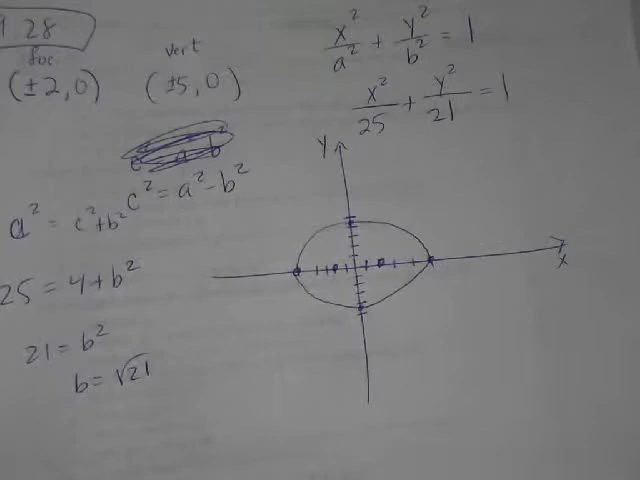 28
foc vert
(±2, 0) (±5, 0)
x²/a² + y²/b² = 1
x²/25 + y²/21 = 1
c² = a² - b²
a² = c² + b²
25 = 4 + b²
21 = b²
b = √21
y
x